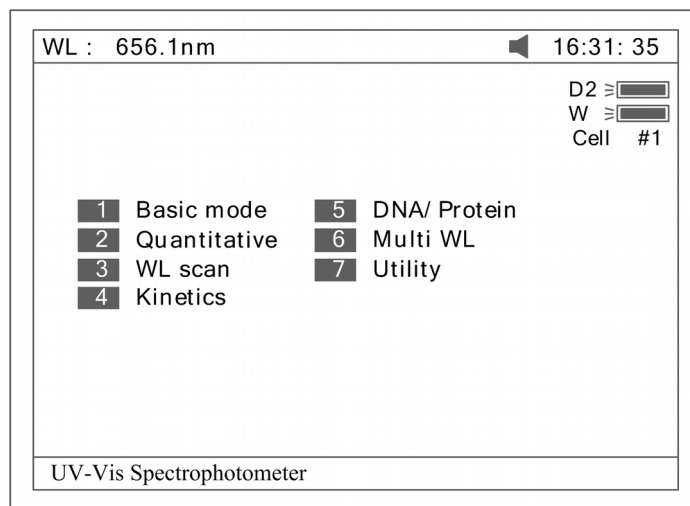 WL : 656.1nm 16:31: 35
D2
W
Cell #1
1 Basic mode 5 DNA/ Protein
2 Quantitative 6 Multi WL
3 WL scan 7 Utility
4 Kinetics
UV-Vis Spectrophotometer